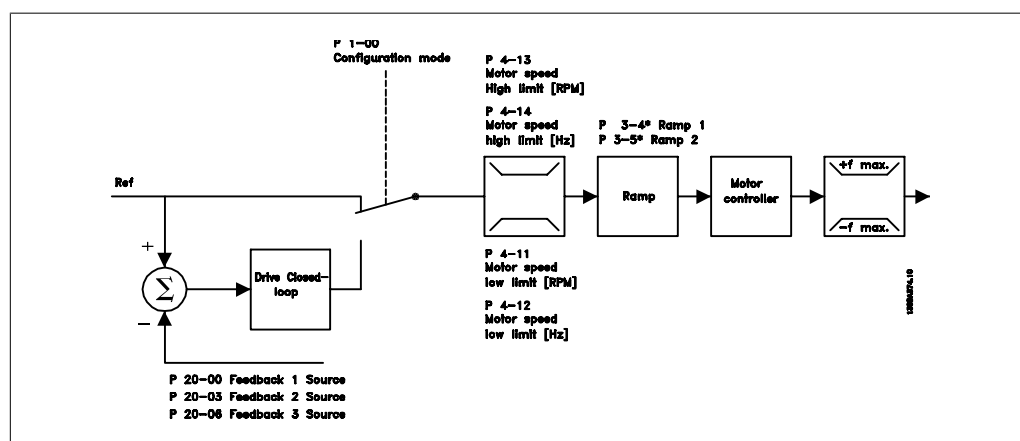 P 1-00
Configuration mode
P 4-13
Motor speed
High limit [RPM]
P 4-14
Motor speed
high limit [Hz]
P 3-4* Ramp 1
P 3-5* Ramp 2
Ref
+
Σ
−
Drive Closed-
loop
Ramp
Motor
controller
+f max.
−f max.
P 4-11
Motor speed
low limit [RPM]
P 4-12
Motor speed
low limit [Hz]
P 20-00 Feedback 1 Source
P 20-03 Feedback 2 Source
P 20-06 Feedback 3 Source